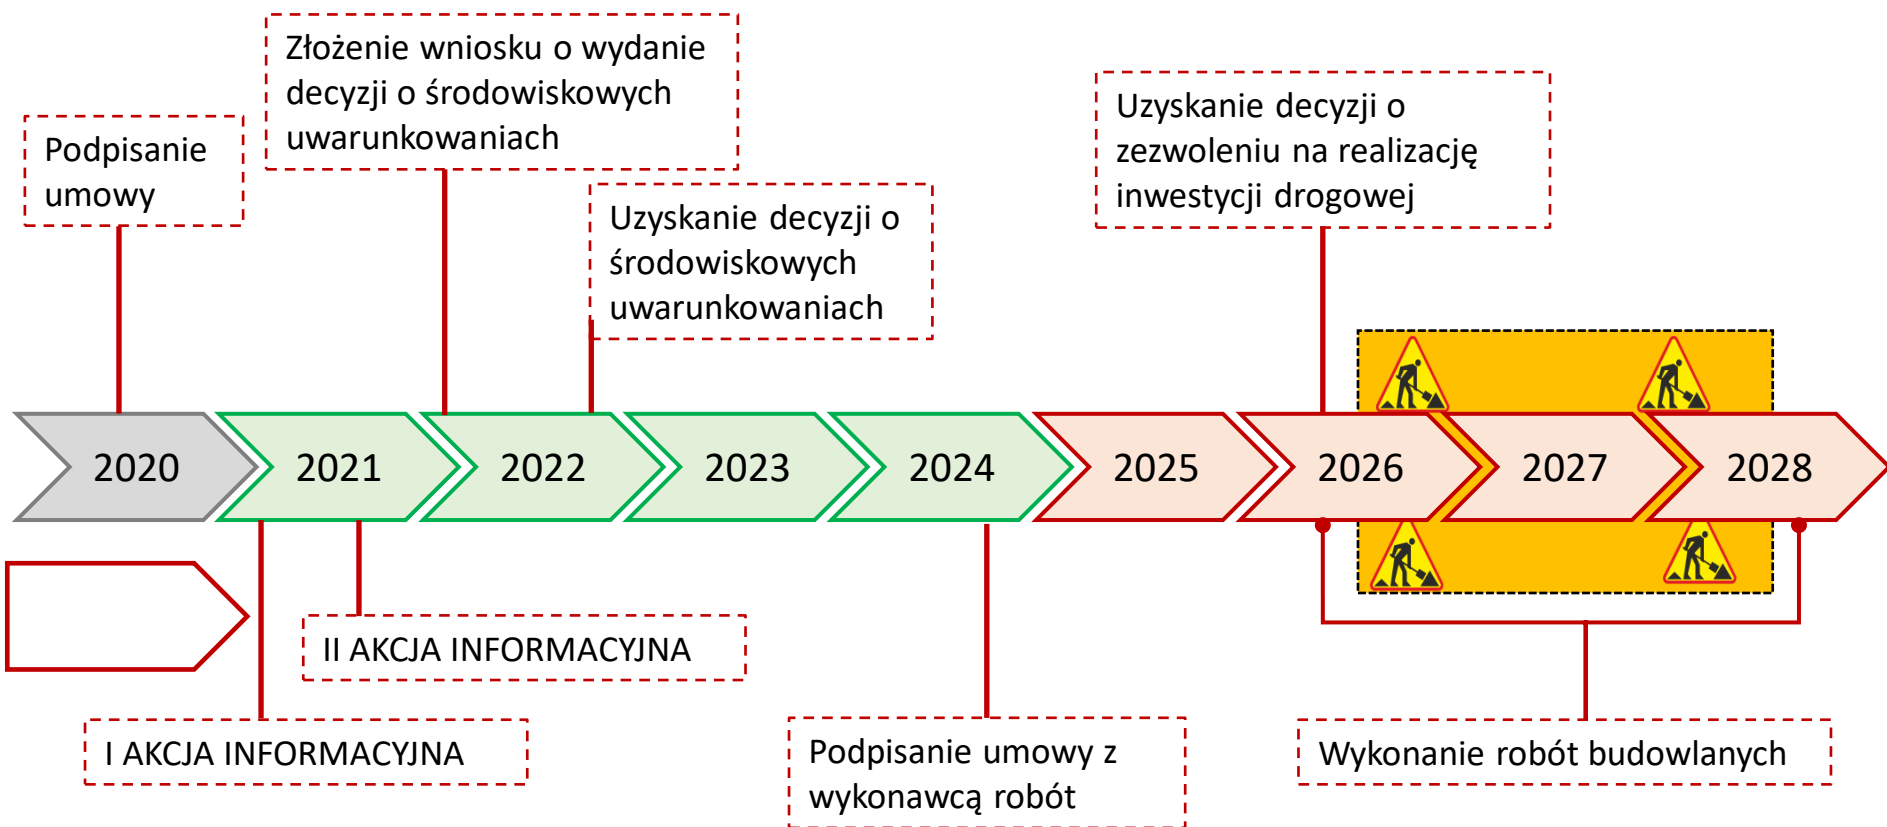 Złożenie wniosku o wydanie
decyzji o środowiskowych
uwarunkowaniach
Podpisanie
umowy
Uzyskanie decyzji o
środowiskowych
uwarunkowaniach
Uzyskanie decyzji o
zezwoleniu na realizację
inwestycji drogowej
2020
2021
2022
2023
2024
2025
2026
2027
2028
II AKCJA INFORMACYJNA
I AKCJA INFORMACYJNA
Podpisanie umowy z
wykonawcą robót
Wykonanie robót budowlanych